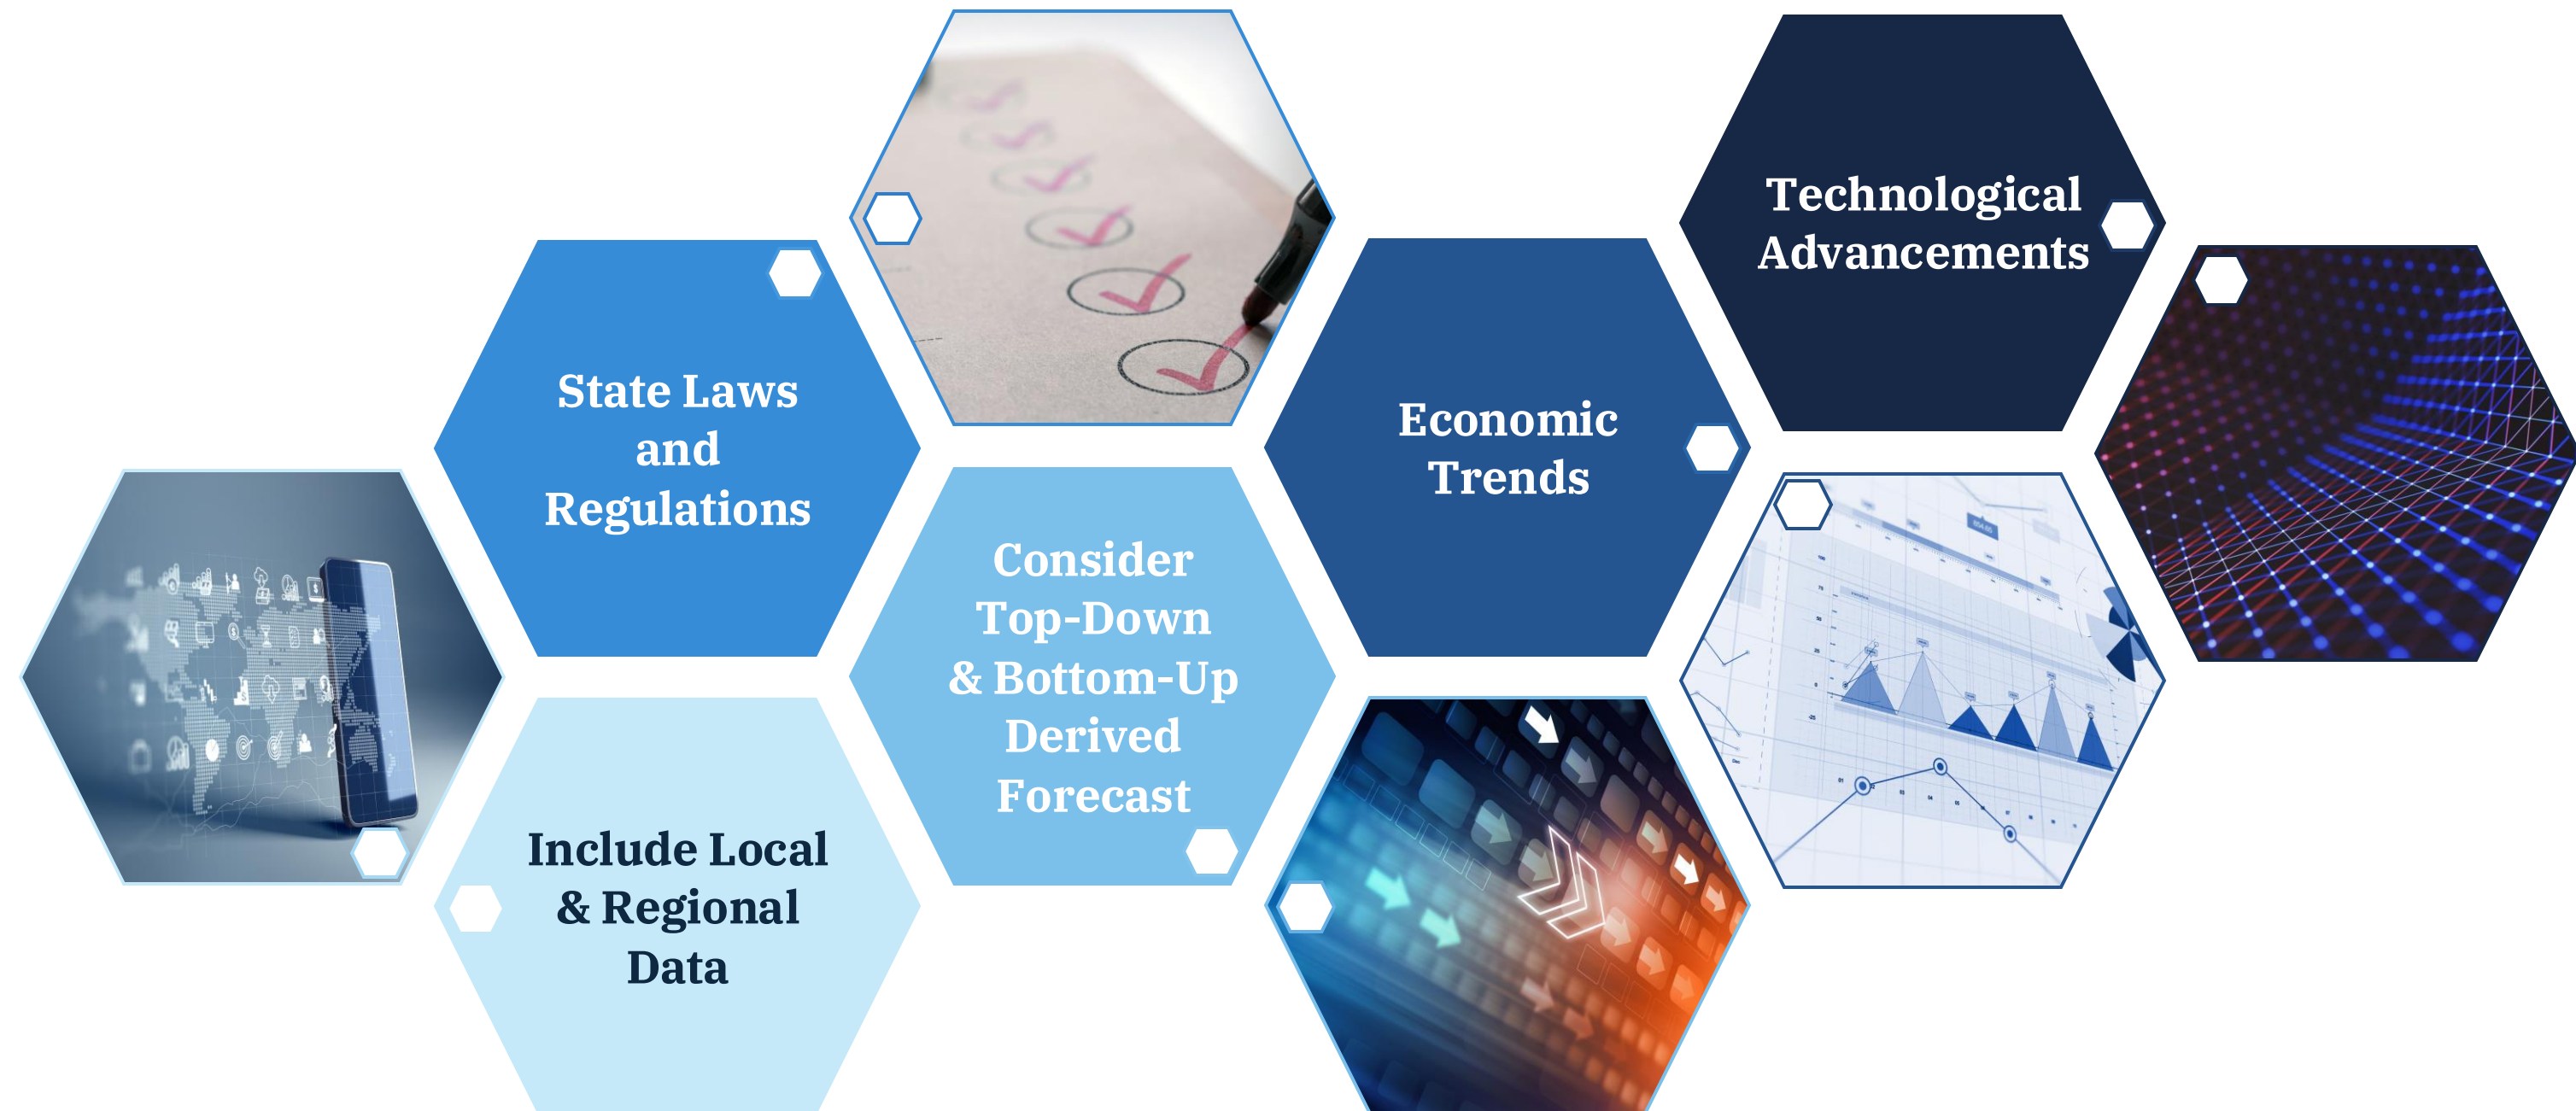 State Laws
and
Regulations
Include Local
& Regional
Data
Consider
Top-Down
& Bottom-Up
Derived
Forecast
Economic
Trends
Technological
Advancements